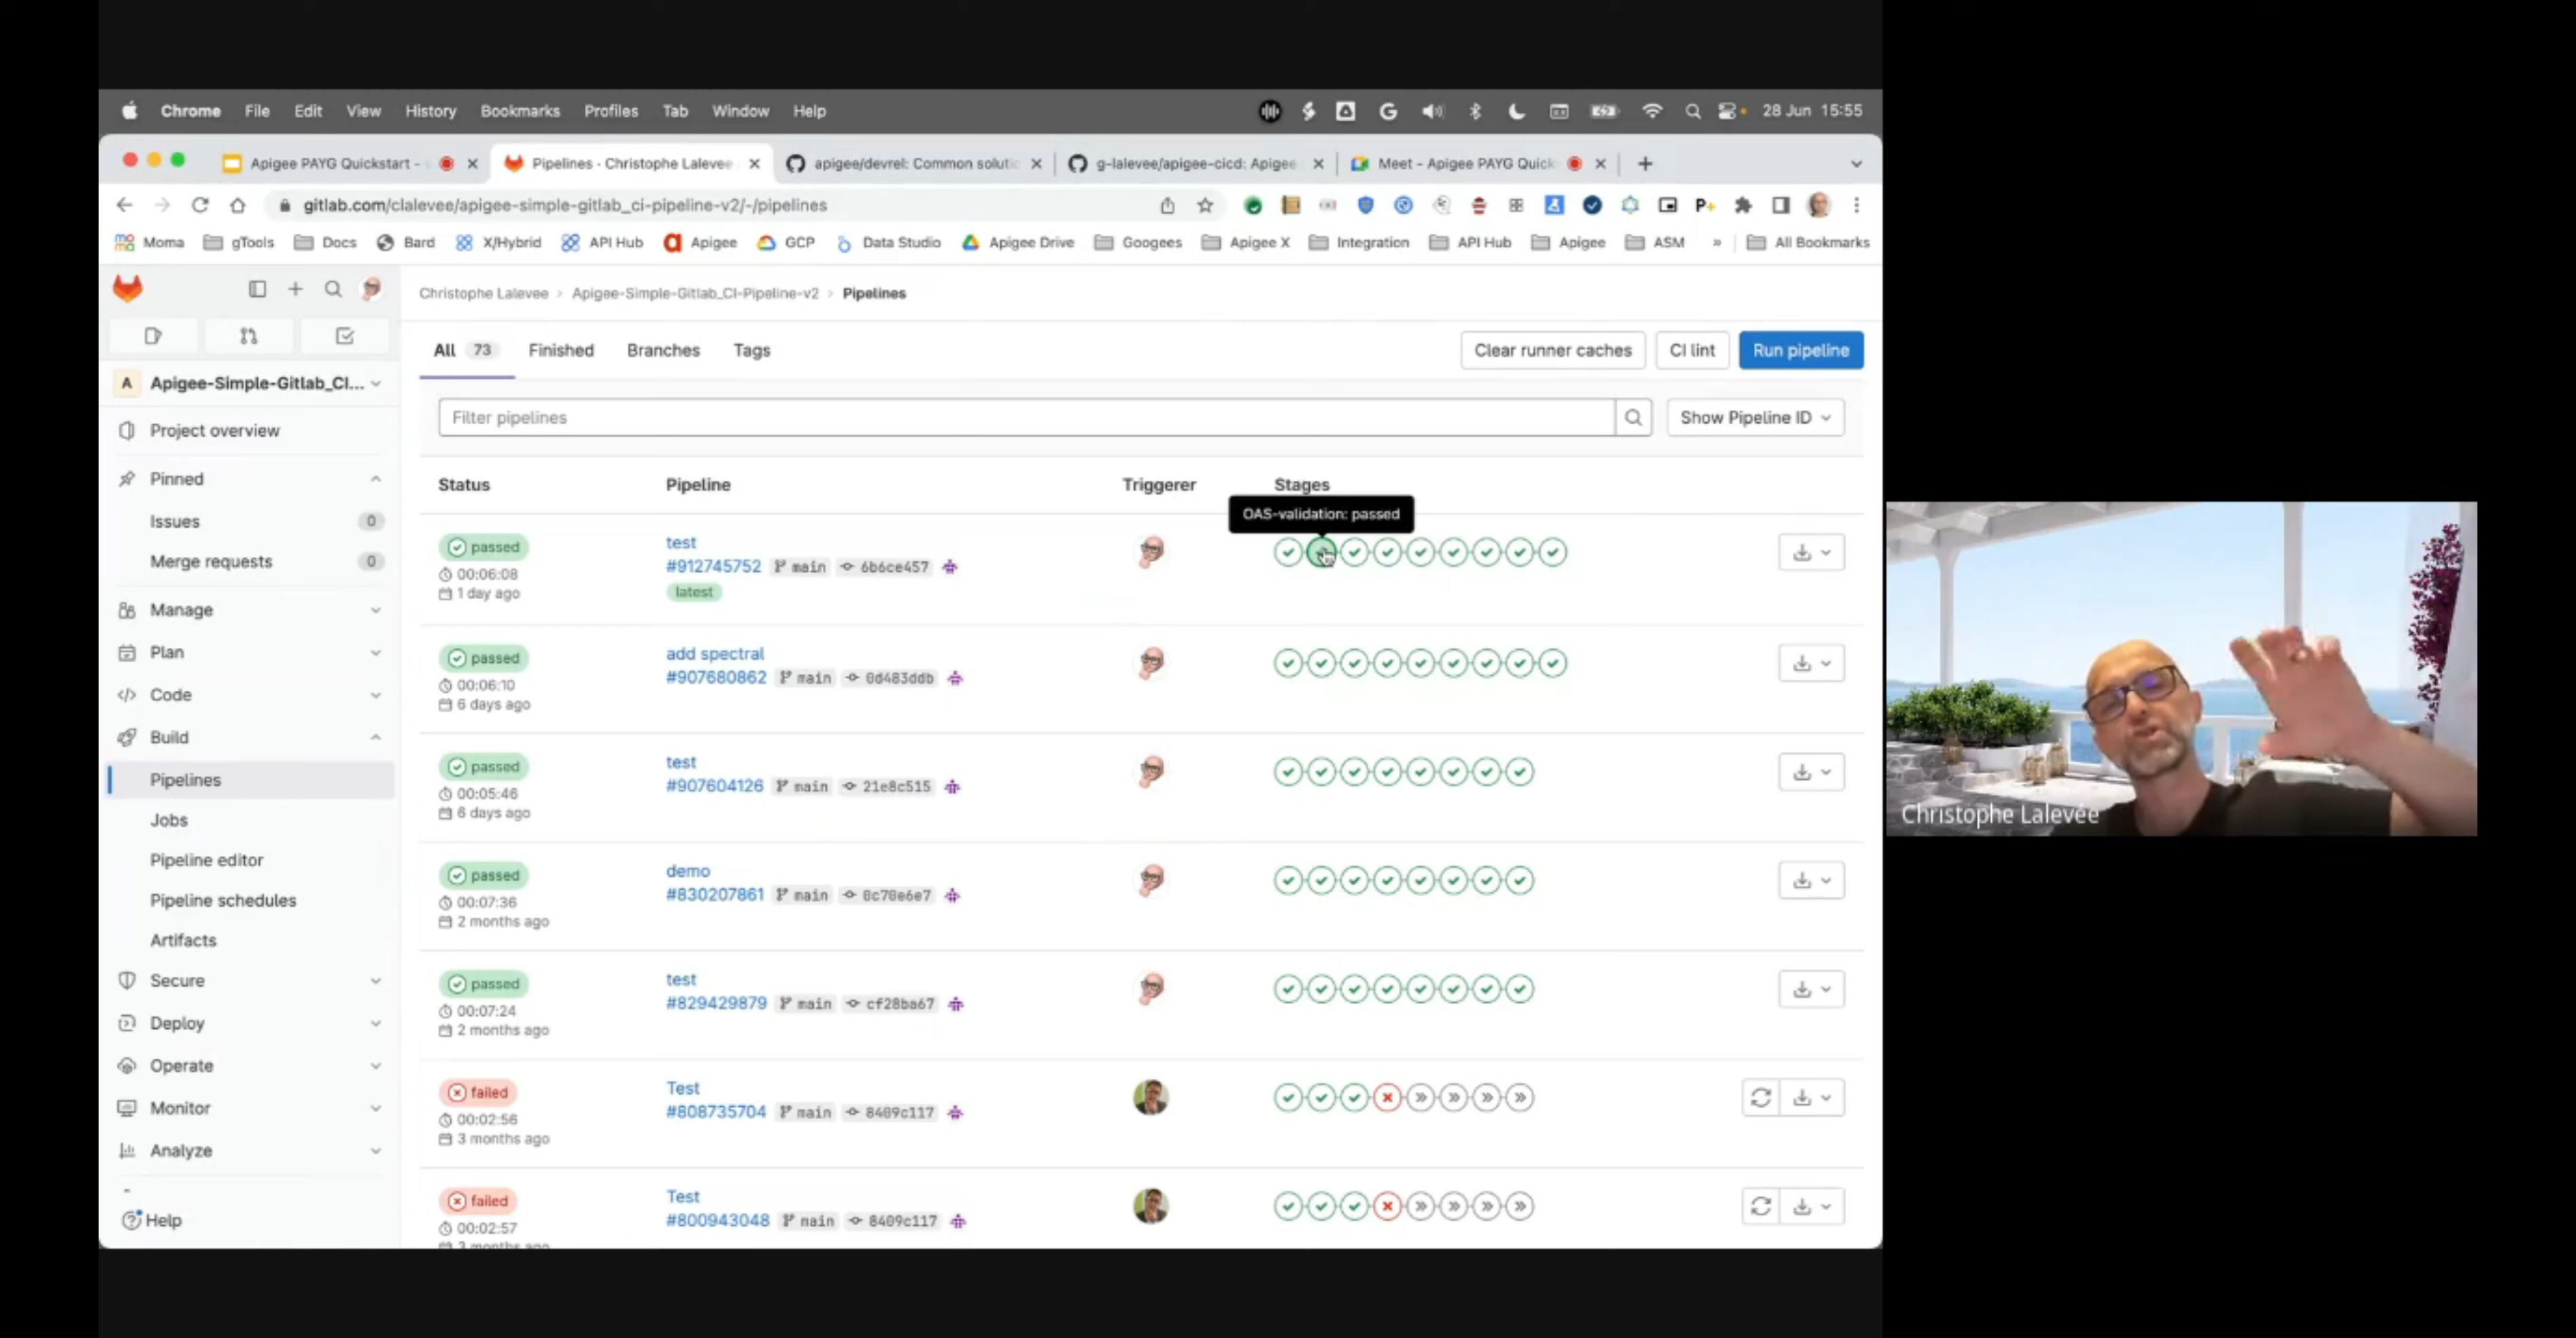 Chrome File Edit View History Bookmarks Profiles Tab Window Help 28 Jun 15:55
Apigee PAYG Quickstart - Pipelines · Christophe Lalevee apigee/devrel: Common soluti g-lalevee/apigee-cicd: Apigee Meet - Apigee PAYG Quick
gitlab.com/clalevee/apigee-simple-gitlab_ci-pipeline-v2/-/pipelines
Moma gTools Docs Bard X/Hybrid API Hub Apigee GCP Data Studio Apigee Drive Googees Apigee X Integration API Hub Apigee ASM » All Bookmarks
Christophe Lalevee > Apigee-Simple-Gitlab_CI-Pipeline-v2 > Pipelines
All 73 Finished Branches Tags Clear runner caches CI lint Run pipeline
A Apigee-Simple-Gitlab_CI...
Filter pipelines Show Pipeline ID
Project overview
Pinned
Issues 0
Merge requests 0
Manage
Plan
Code
Build
Pipelines
Jobs
Pipeline editor
Pipeline schedules
Artifacts
Secure
Deploy
Operate
Monitor
Analyze
Help
Status Pipeline Triggerer Stages
OAS-validation: passed
passed test
00:06:08 #912745752 main 6b6ce457
1 day ago latest
passed add spectral
00:06:10 #907680862 main 0d483ddb
6 days ago
passed test
00:05:46 #907604126 main 21e8c515
6 days ago
passed demo
00:07:36 #830207861 main 0c70e6e7
2 months ago
passed test
00:07:24 #829429879 main cf28ba67
2 months ago
failed Test
00:02:56 #808735704 main 8409c117
3 months ago
failed Test
00:02:57 #800943048 main 8409c117
3 months ago
Christophe Lalevée